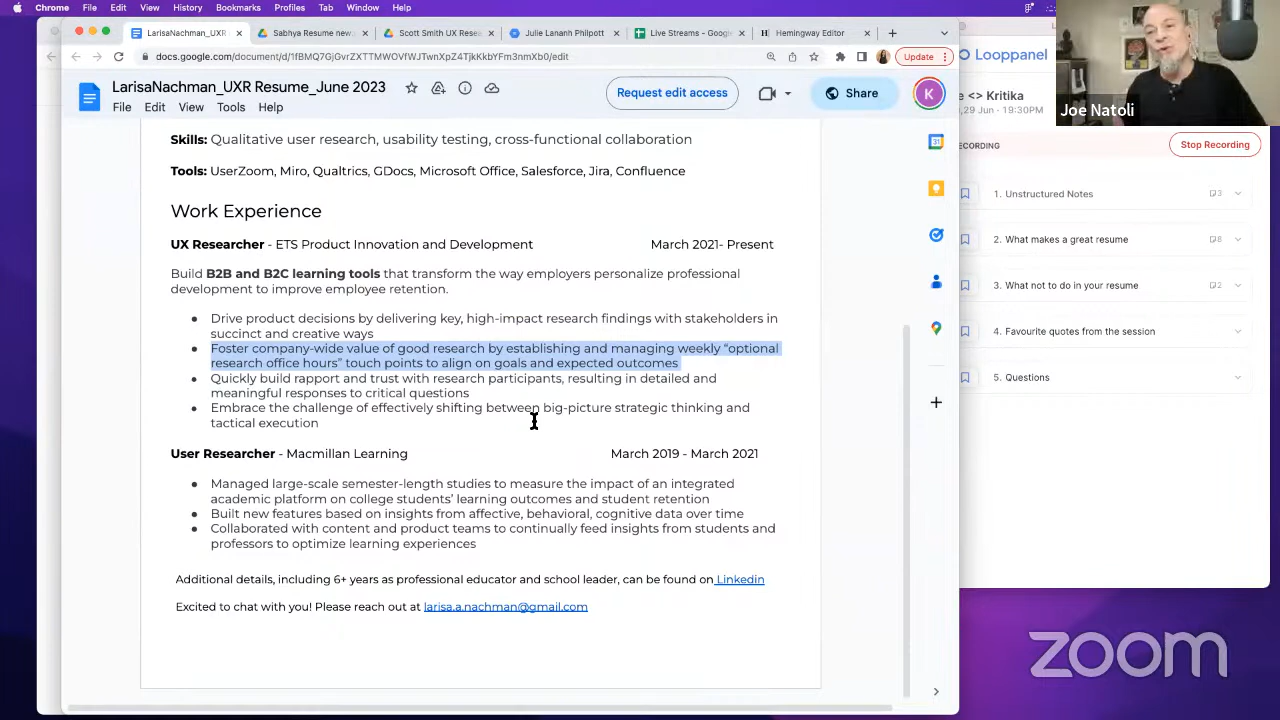 Chrome File Edit View History Bookmarks Profiles Tab Window Help
LarisaNachman_UXR
Sabhya Resume new
Scott Smith UX Rese
Julie Lananh Philpott
Live Streams - Google
Hemingway Editor
docs.google.com/document/d/1fBMQ7GjGvrZXTTMWOVfWJTwnXpZ4TjkKkbYFm3nmXb0/edit
Update
LarisaNachman_UXR Resume_June 2023
File Edit View Tools Help
Request edit access
Share
K
31
Skills: Qualitative user research, usability testing, cross-functional collaboration
Tools: UserZoom, Miro, Qualtrics, GDocs, Microsoft Office, Salesforce, Jira, Confluence
Work Experience
UX Researcher - ETS Product Innovation and Development March 2021- Present
Build B2B and B2C learning tools that transform the way employers personalize professional
development to improve employee retention.
Drive product decisions by delivering key, high-impact research findings with stakeholders in
succinct and creative ways
Foster company-wide value of good research by establishing and managing weekly “optional
research office hours” touch points to align on goals and expected outcomes
Quickly build rapport and trust with research participants, resulting in detailed and
meaningful responses to critical questions
Embrace the challenge of effectively shifting between big-picture strategic thinking and
tactical execution
User Researcher - Macmillan Learning March 2019 - March 2021
Managed large-scale semester-length studies to measure the impact of an integrated
academic platform on college students’ learning outcomes and student retention
Built new features based on insights from affective, behavioral, cognitive data over time
Collaborated with content and product teams to continually feed insights from students and
professors to optimize learning experiences
Additional details, including 6+ years as professional educator and school leader, can be found on Linkedin
Excited to chat with you! Please reach out at larisa.a.nachman@gmail.com
Looppanel
e <> Kritika
,29 Jun · 19:30PM
ECORDING
Stop Recording
1. Unstructured Notes 3
2. What makes a great resume 8
3. What not to do in your resume 2
4. Favourite quotes from the session
5. Questions
Joe Natoli
zoom